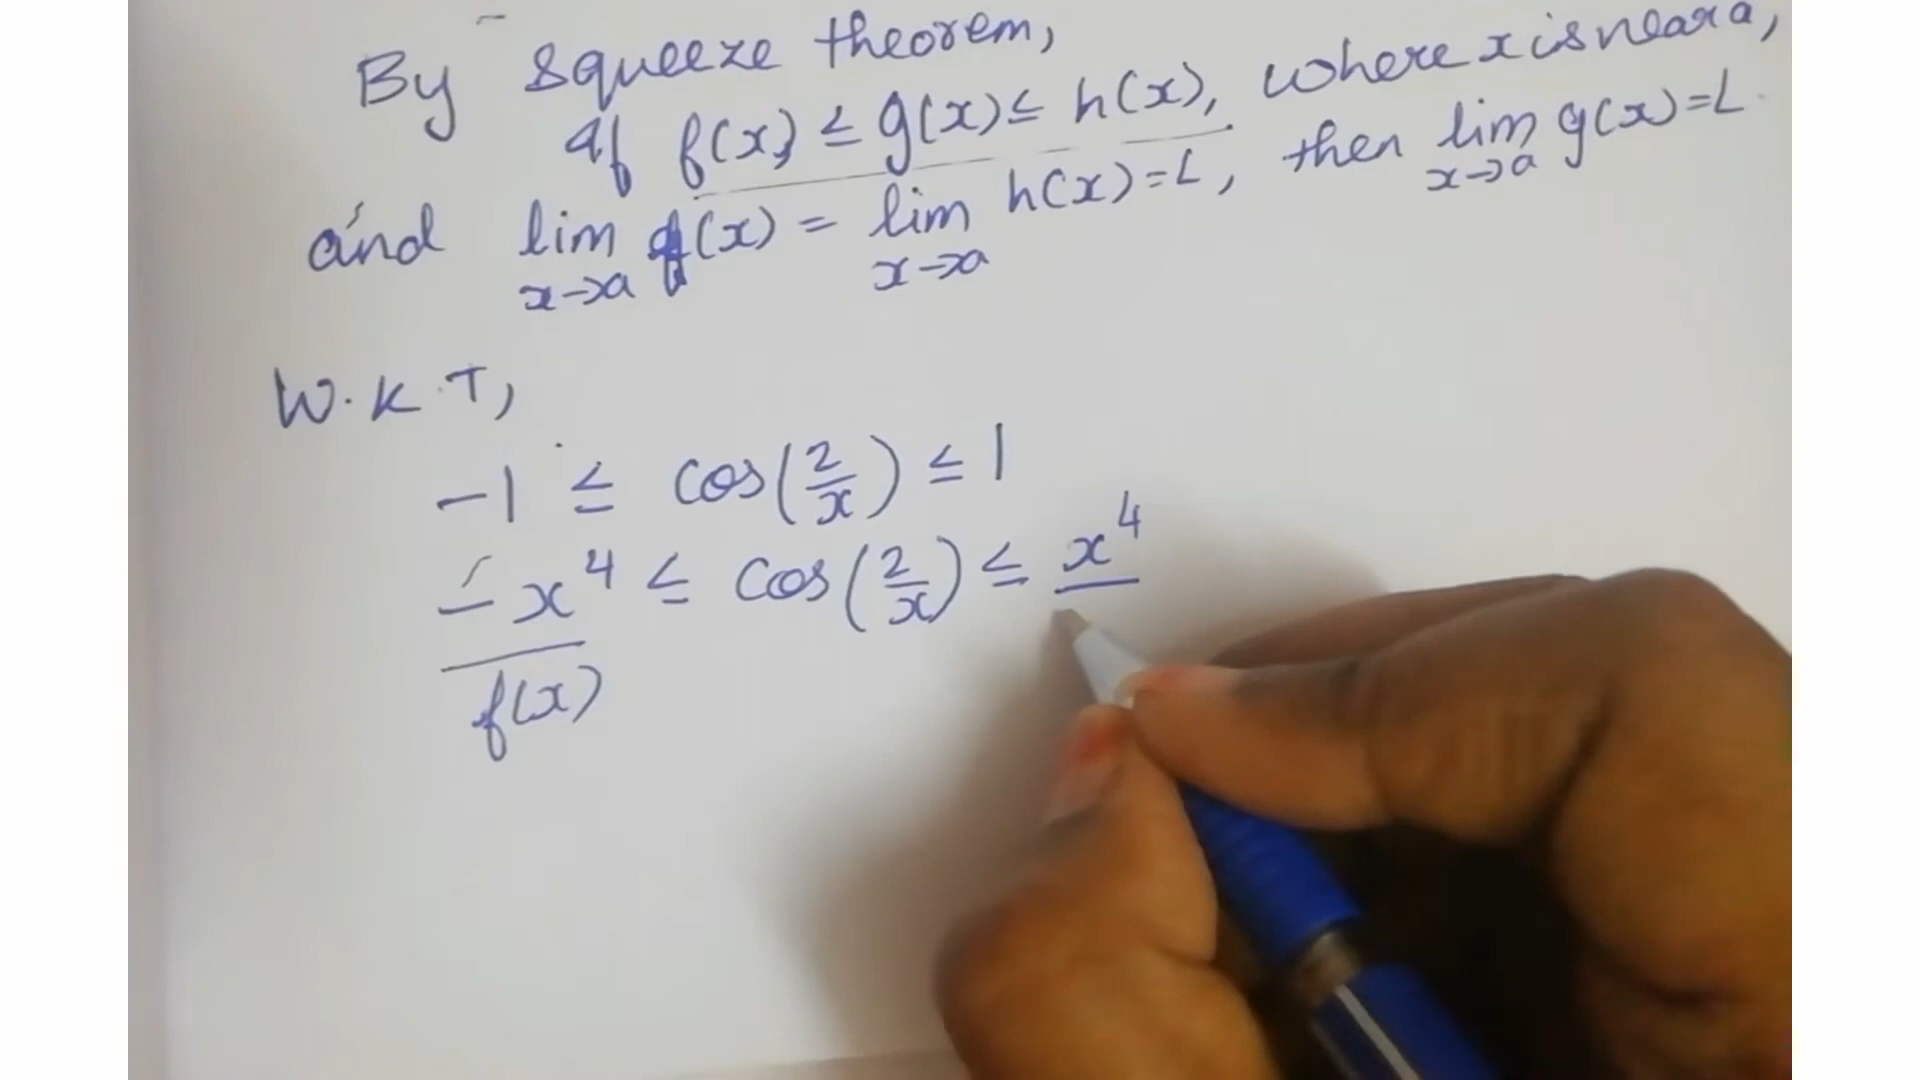 By squeeze theorem,
If f(x) ≤ g(x) ≤ h(x), where x is near a,
and lim f(x) = lim h(x) = L, then lim g(x) = L.
x→a x→a x→a
W.K.T,
-1 ≤ cos(2/x) ≤ 1
-x⁴ ≤ cos(2/x) ≤ x⁴
f(x)